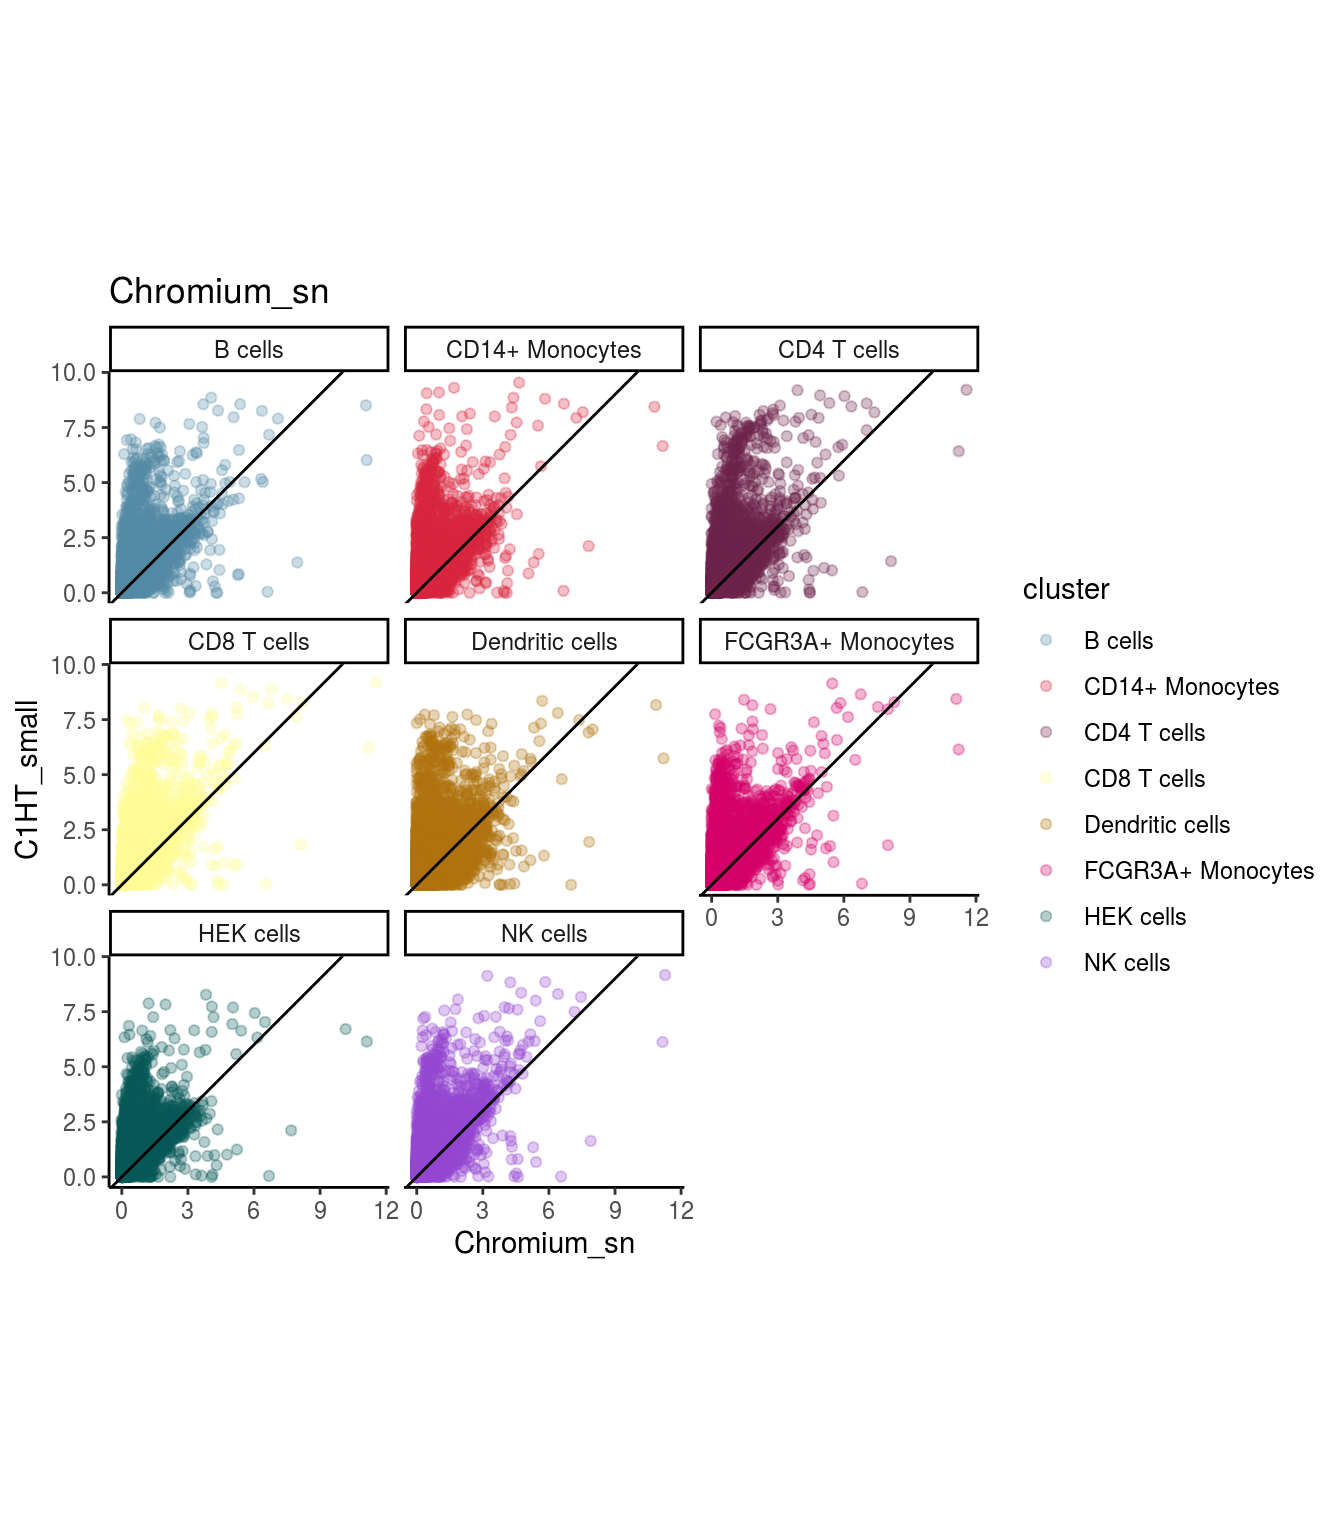 Chromium_sn
B cells
CD14+ Monocytes
CD4 T cells
10.0
7.5
5.0
2.5
0.0
CD8 T cells
Dendritic cells
FCGR3A+ Monocytes
10.0
7.5
5.0
2.5
0.0
0 3 6 9 12
HEK cells
NK cells
10.0
7.5
5.0
2.5
0.0
0 3 6 9 12
0 3 6 9 12
Chromium_sn
C1HT_small
cluster
B cells
CD14+ Monocytes
CD4 T cells
CD8 T cells
Dendritic cells
FCGR3A+ Monocytes
HEK cells
NK cells